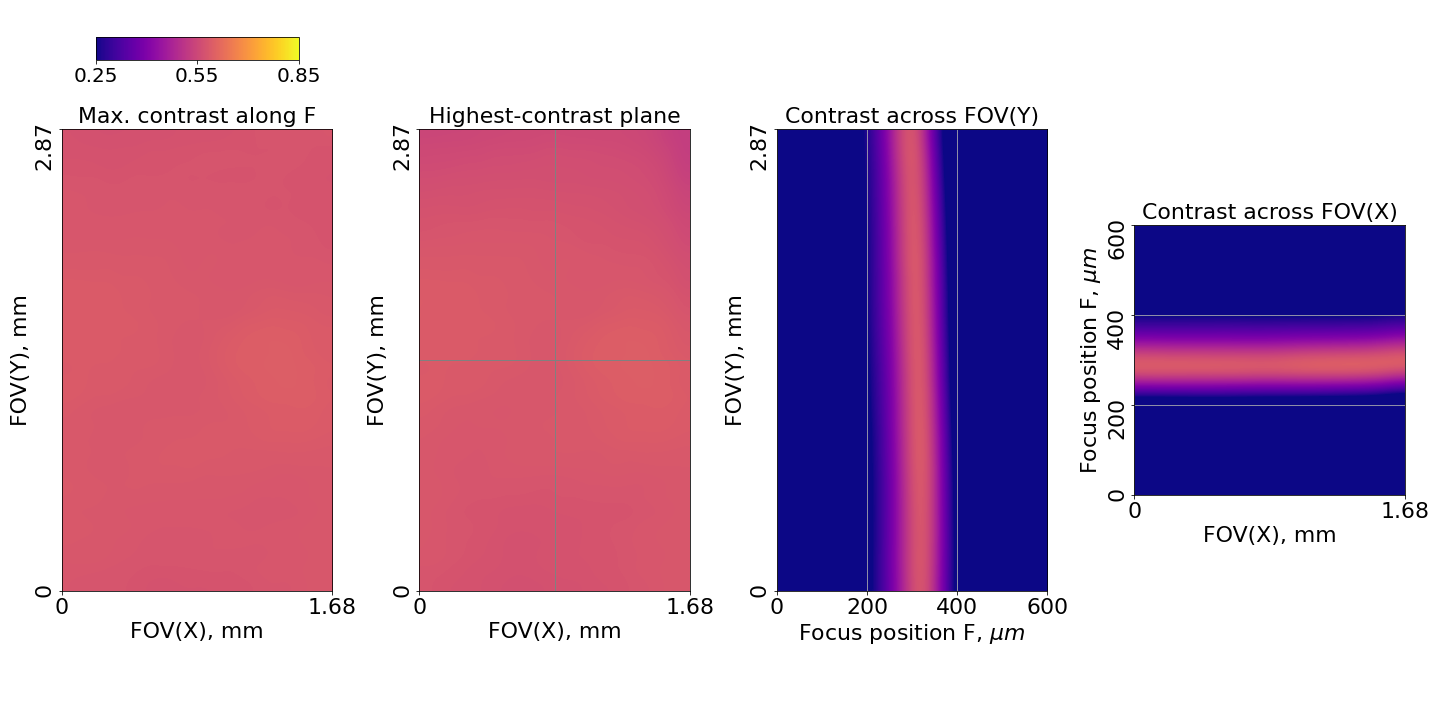 0.25 0.55 0.85
Max. contrast along F
2.87
FOV(Y), mm
0
0 1.68
FOV(X), mm
Highest-contrast plane
2.87
FOV(Y), mm
0
0 1.68
FOV(X), mm
Contrast across FOV(Y)
2.87
FOV(Y), mm
0
0 200 400 600
Focus position F, μm
Contrast across FOV(X)
600
400
200
0
Focus position F, μm
0 1.68
FOV(X), mm